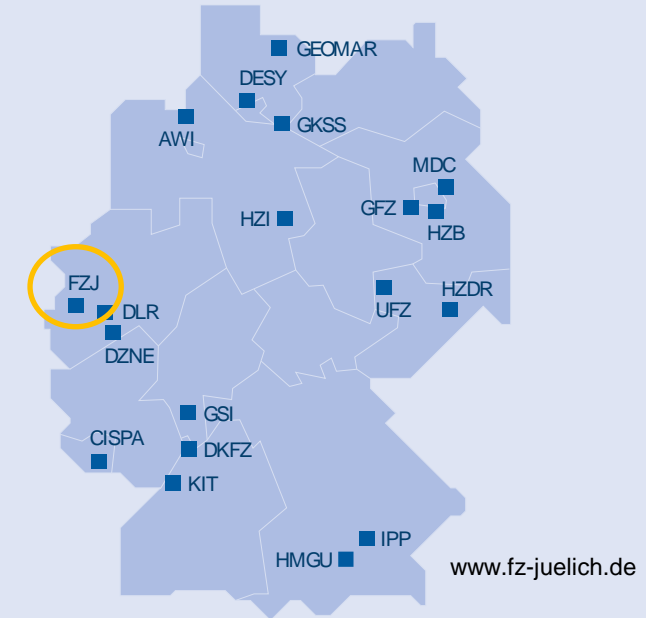 GEOMAR
DESY
GKSS
AWI
MDC
GFZ
HZB
HZI
FZJ
DLR
DZNE
UFZ
HZDR
GSI
CISPA
DKFZ
KIT
IPP
HMGU
www.fz-juelich.de